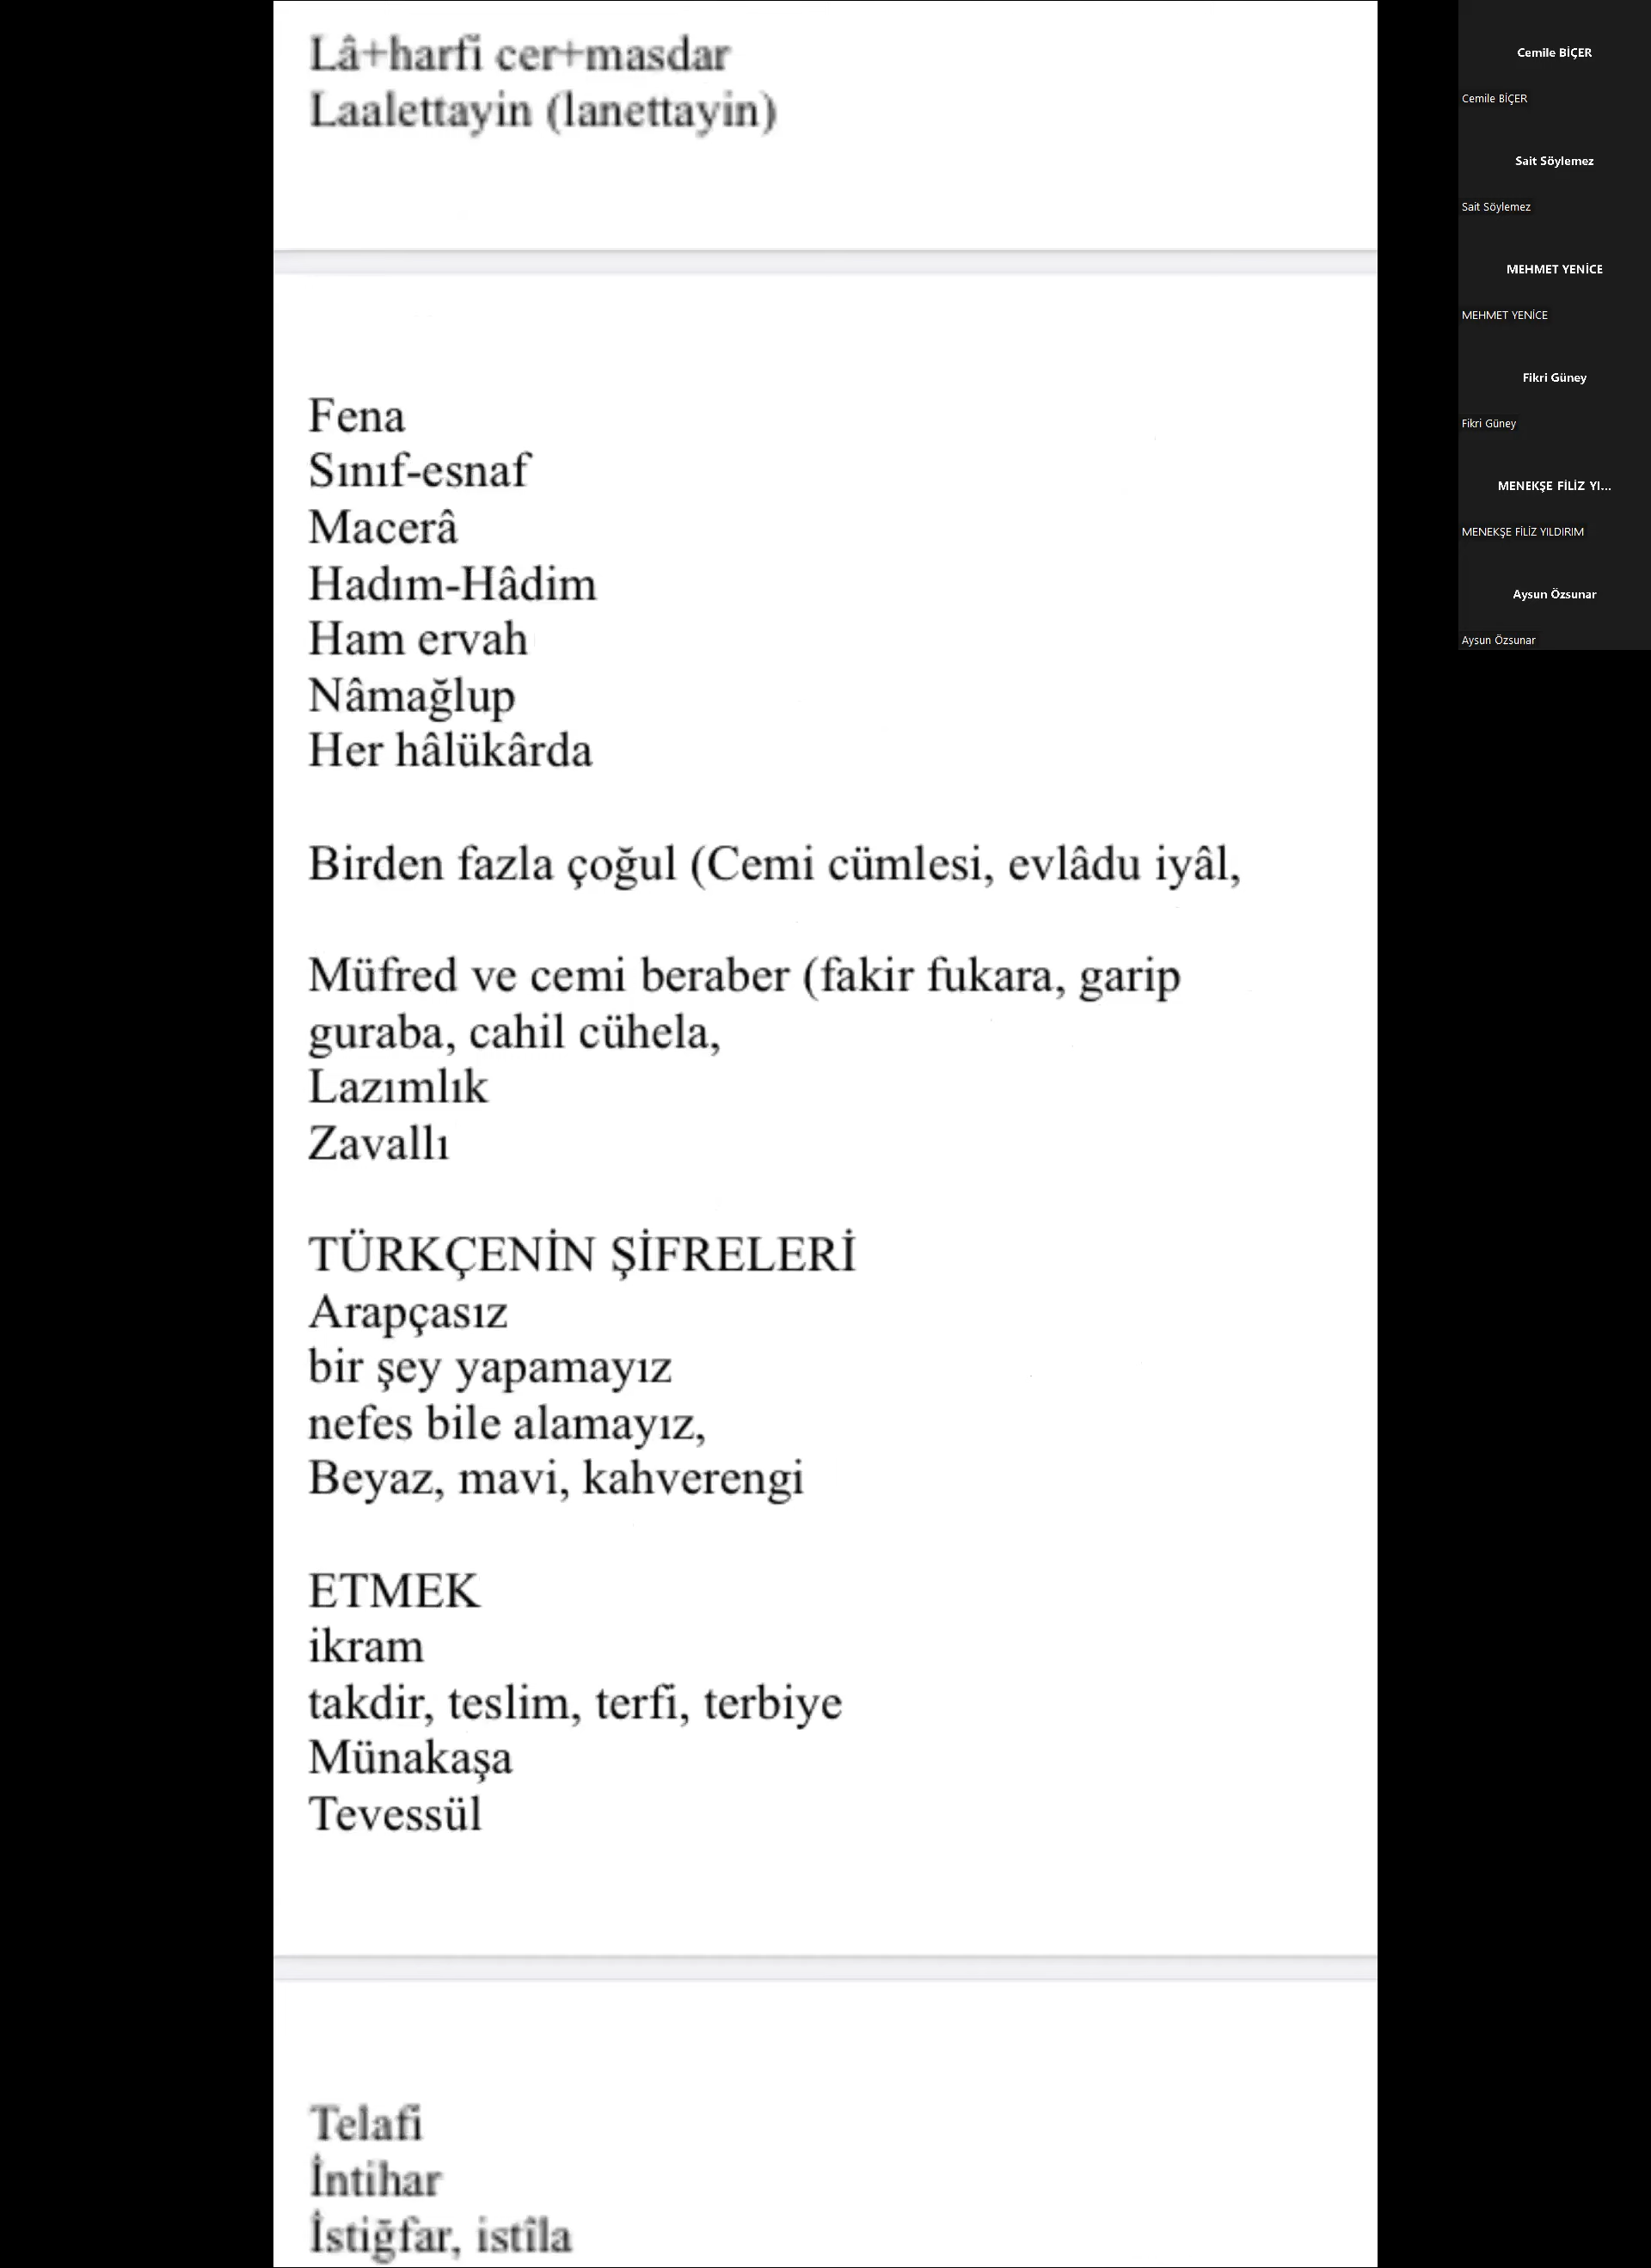 Lâ+harfi cer+masdar
Laalettayin (lanettayin)
Fena
Sınıf-esnaf
Macerâ
Hadım-Hâdim
Ham ervah
Nâmağlup
Her hâlükârda
Birden fazla çoğul (Cemi cümlesi, evlâdu iyâl,
Müfred ve cemi beraber (fakir fukara, garip
guraba, cahil cühela,
Lazımlık
Zavallı
TÜRKÇENİN ŞİFRELERİ
Arapçasız
bir şey yapamayız
nefes bile alamayız,
Beyaz, mavi, kahverengi
ETMEK
ikram
takdir, teslim, terfi, terbiye
Münakaşa
Tevessül
Telafi
İntihar
İstiğfar, istîla
Cemile BİÇER
Cemile BİÇER
Sait Söylemez
Sait Söylemez
MEHMET YENİCE
MEHMET YENİCE
Fikri Güney
Fikri Güney
MENEKŞE FİLİZ YI...
MENEKŞE FİLİZ YILDIRIM
Aysun Özsunar
Aysun Özsunar